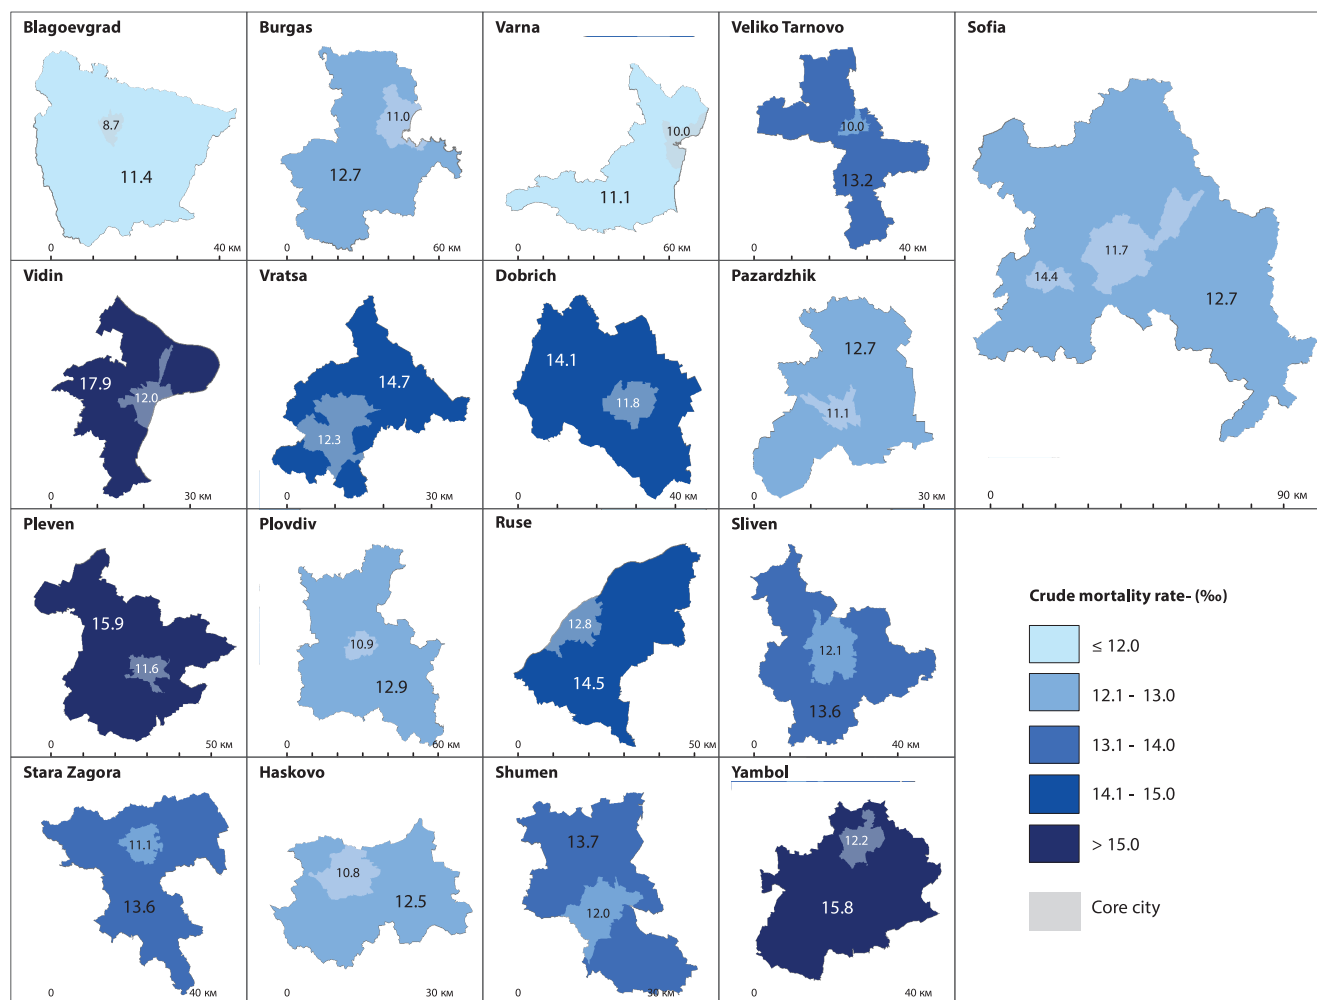 Blagoevgrad
8.7
11.4
0 40 км
Burgas
11.0
12.7
0 60 км
Varna
10.0
11.1
0 60 км
Veliko Tarnovo
10.0
13.2
0 40 км
Sofia
11.7
14.4
12.7
0 90 км
Vidin
17.9
12.0
0 30 км
Vratsa
14.7
12.3
0 30 км
Dobrich
14.1
11.8
0 40 км
Pazardzhik
12.7
11.1
0 30 км
Pleven
15.9
11.6
0 50 км
Plovdiv
10.9
12.9
0 60 км
Ruse
12.8
14.5
0 50 км
Sliven
12.1
13.6
0 40 км
Crude mortality rate- (‰)
≤ 12.0
12.1 - 13.0
13.1 - 14.0
14.1 - 15.0
> 15.0
Core city
Stara Zagora
11.1
13.6
0 40 км
Haskovo
10.8
12.5
0 30 км
Shumen
13.7
12.0
0 30 км
Yambol
12.2
15.8
0 40 км